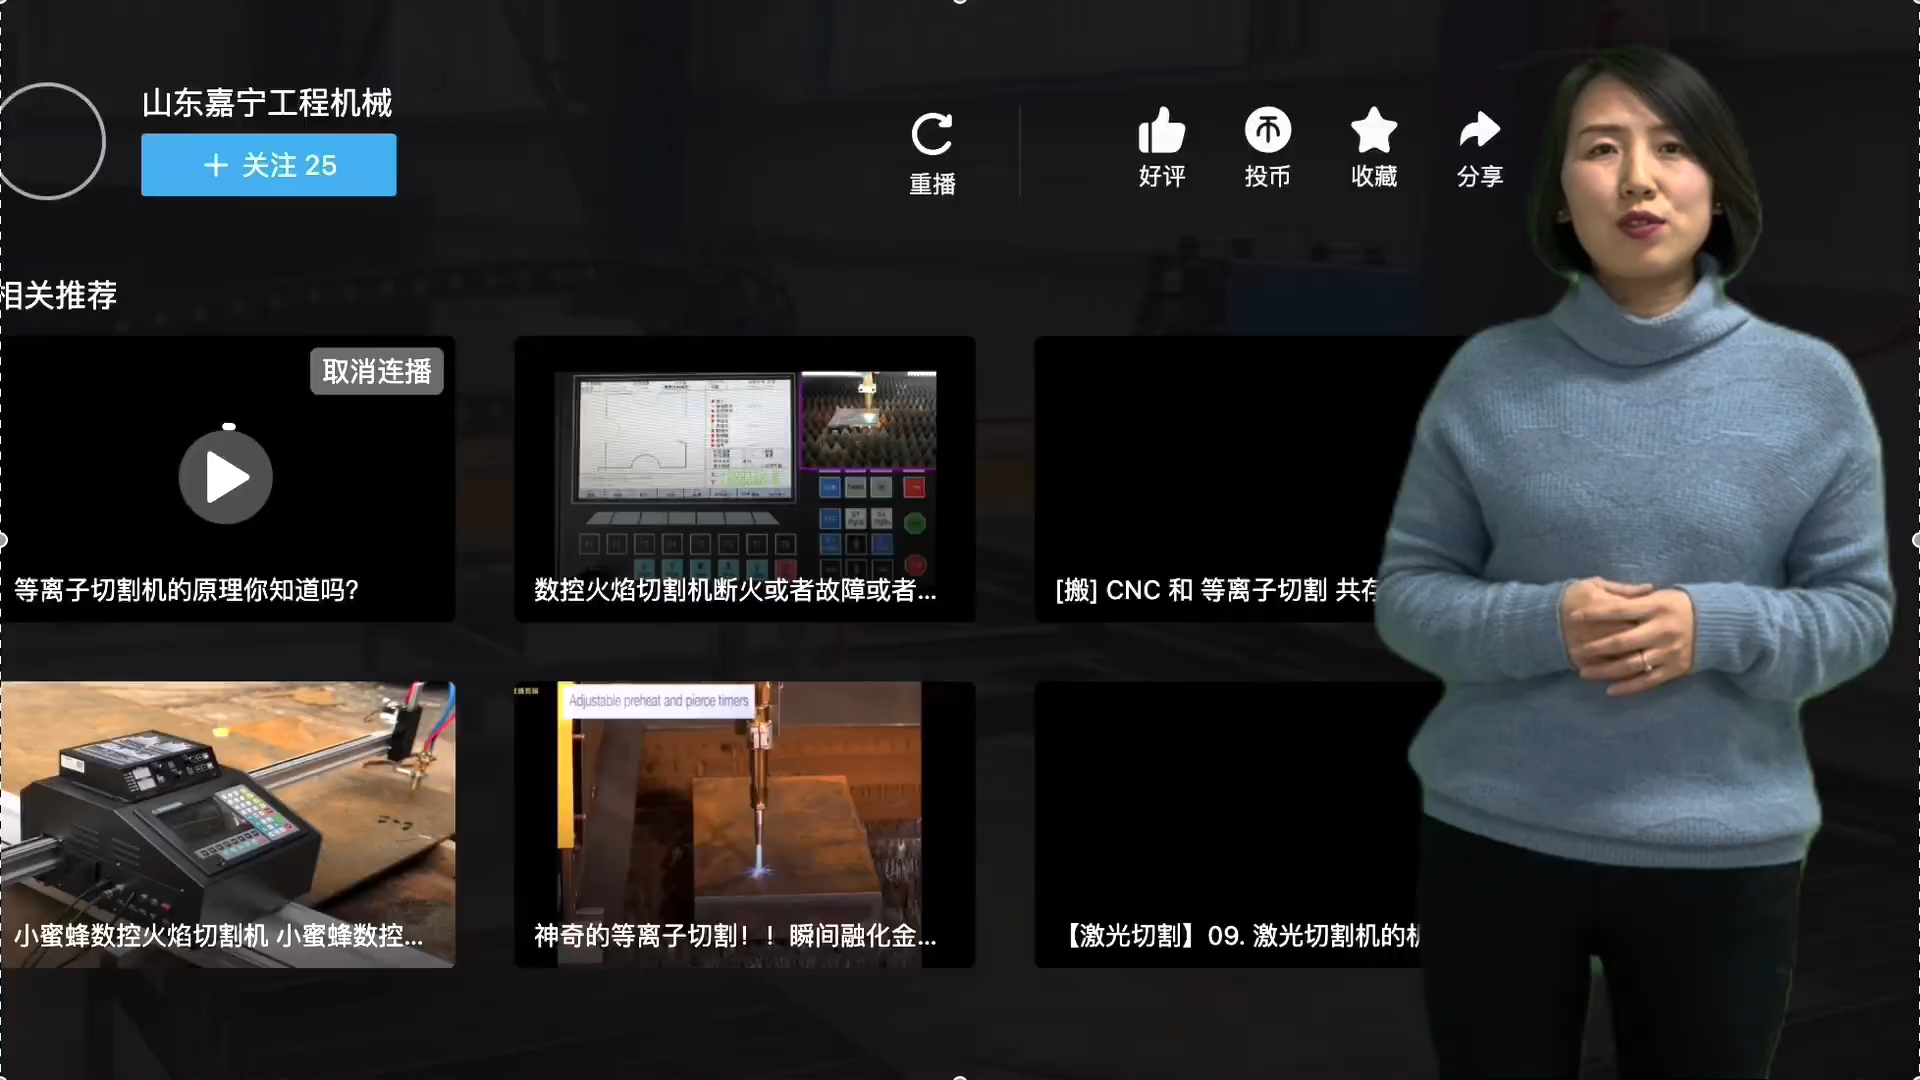 山东嘉宁工程机械
+ 关注 25
重播
好评
投币
收藏
分享
相关推荐
取消连播
等离子切割机的原理你知道吗?
数控火焰切割机断火或者故障或者...
[搬] CNC 和 等离子切割 共存
Adjustable preheat and pierce timers
小蜜蜂数控火焰切割机 小蜜蜂数控...
神奇的等离子切割！！瞬间融化金...
【激光切割】09. 激光切割机的机